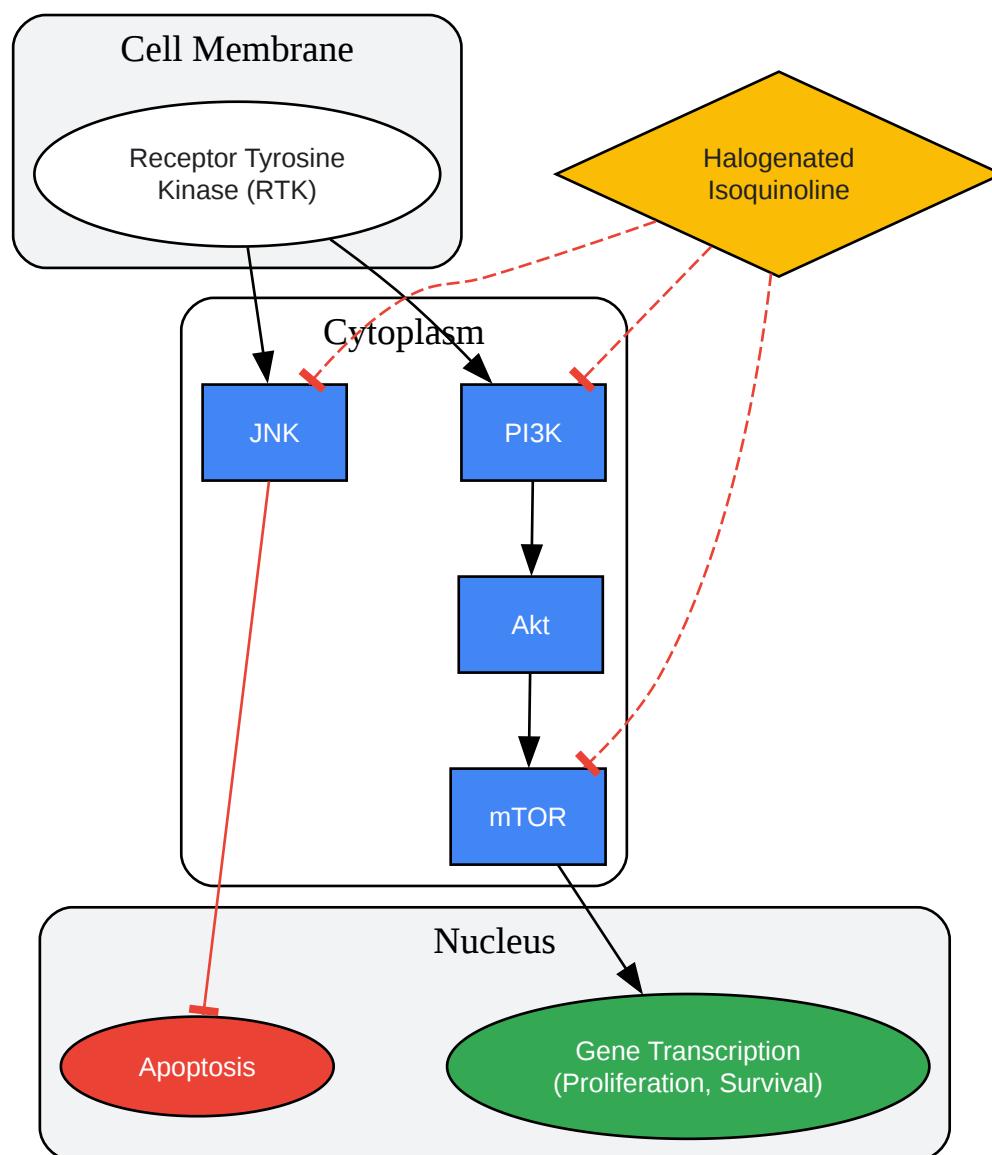 Cell Membrane
Receptor Tyrosine
Kinase (RTK)
Halogenated
Isoquinoline
Cytoplasm
JNK
PI3K
Akt
mTOR
Nucleus
Apoptosis
Gene Transcription
(Proliferation, Survival)